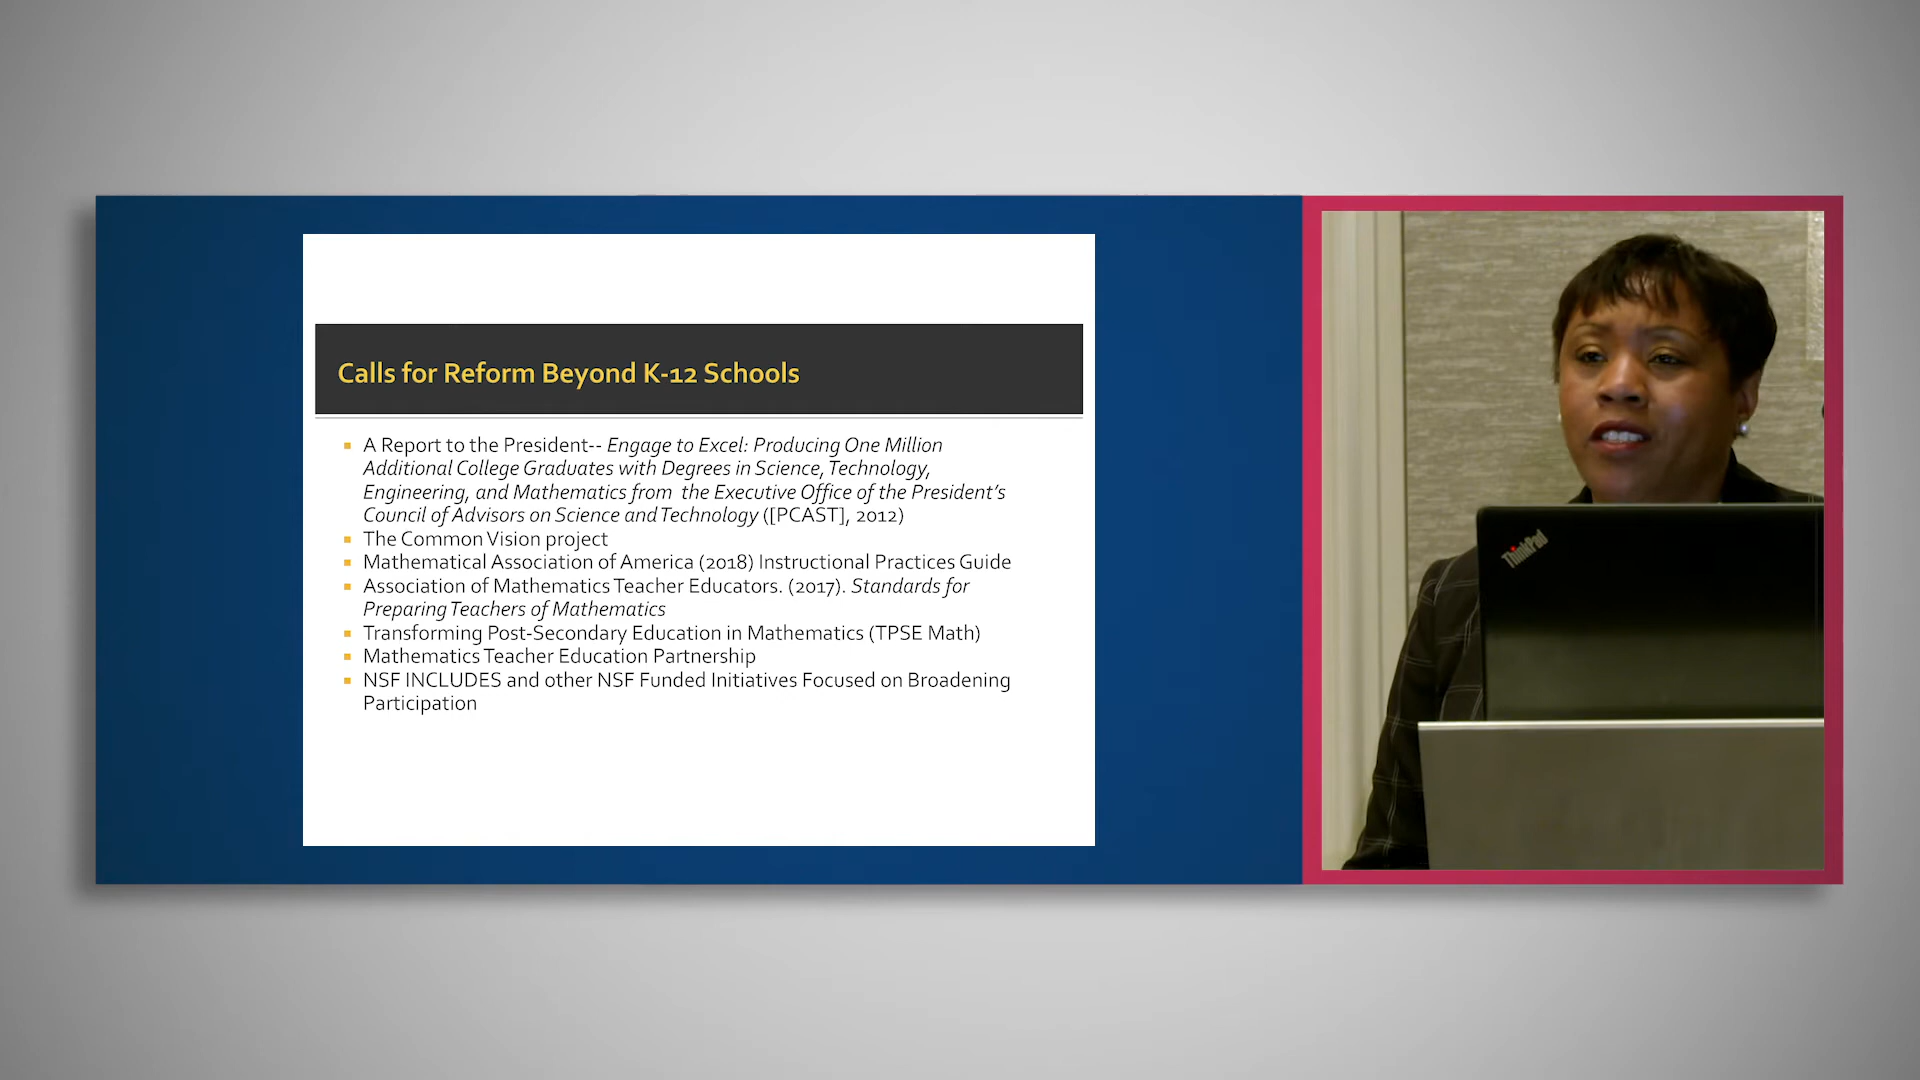 Calls for Reform Beyond K-12 Schools
A Report to the President-- Engage to Excel: Producing One Million
Additional College Graduates with Degrees in Science, Technology,
Engineering, and Mathematics from the Executive Office of the President's
Council of Advisors on Science and Technology ([PCAST], 2012)
The Common Vision project
Mathematical Association of America (2018) Instructional Practices Guide
Association of Mathematics Teacher Educators. (2017). Standards for
Preparing Teachers of Mathematics
Transforming Post-Secondary Education in Mathematics (TPSE Math)
Mathematics Teacher Education Partnership
NSF INCLUDES and other NSF Funded Initiatives Focused on Broadening
Participation
ThinkPad